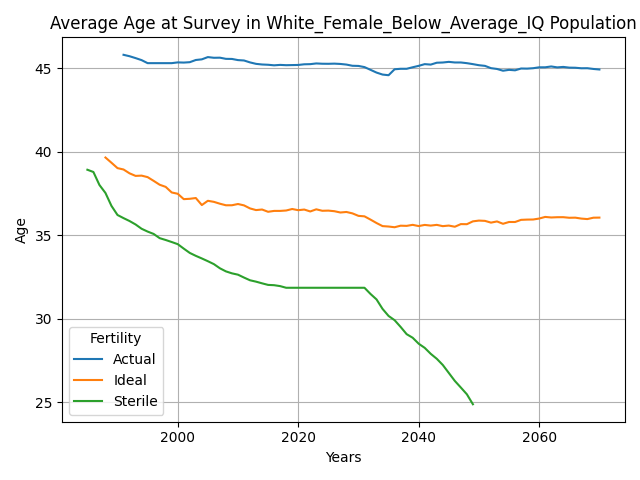 Average Age at Survey in White_Female_Below_Average_IQ Population
Age
45
40
35
30
25
Fertility
Actual
Ideal
Sterile
2000
2020
2040
2060
Years